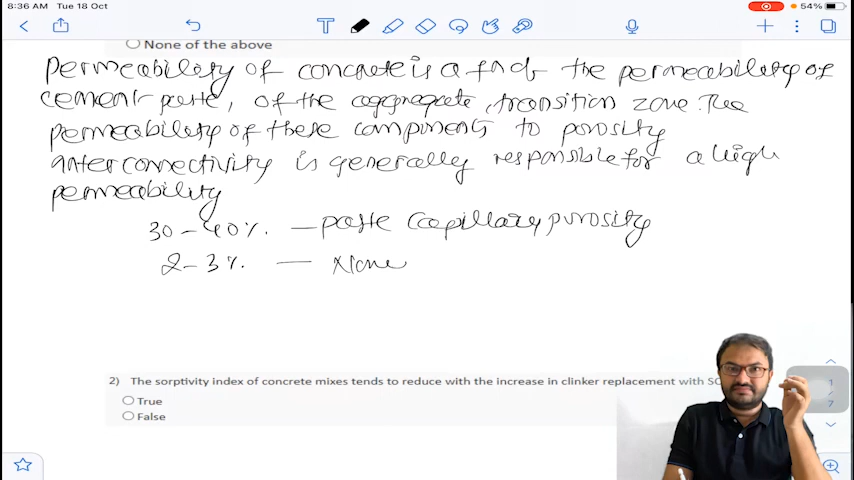 8:36 AM Tue 18 Oct
54%
None of the above
permeability of concrete is a fn of the permeability of
cement paste, of the aggregate, transition zone. The
permeability of these components to porosity
interconnectivity is generally responsible for a high
permeability
30-40% — paste capillary porosity
2-3% — None
2) The sorptivity index of concrete mixes tends to reduce with the increase in clinker replacement with
True
False